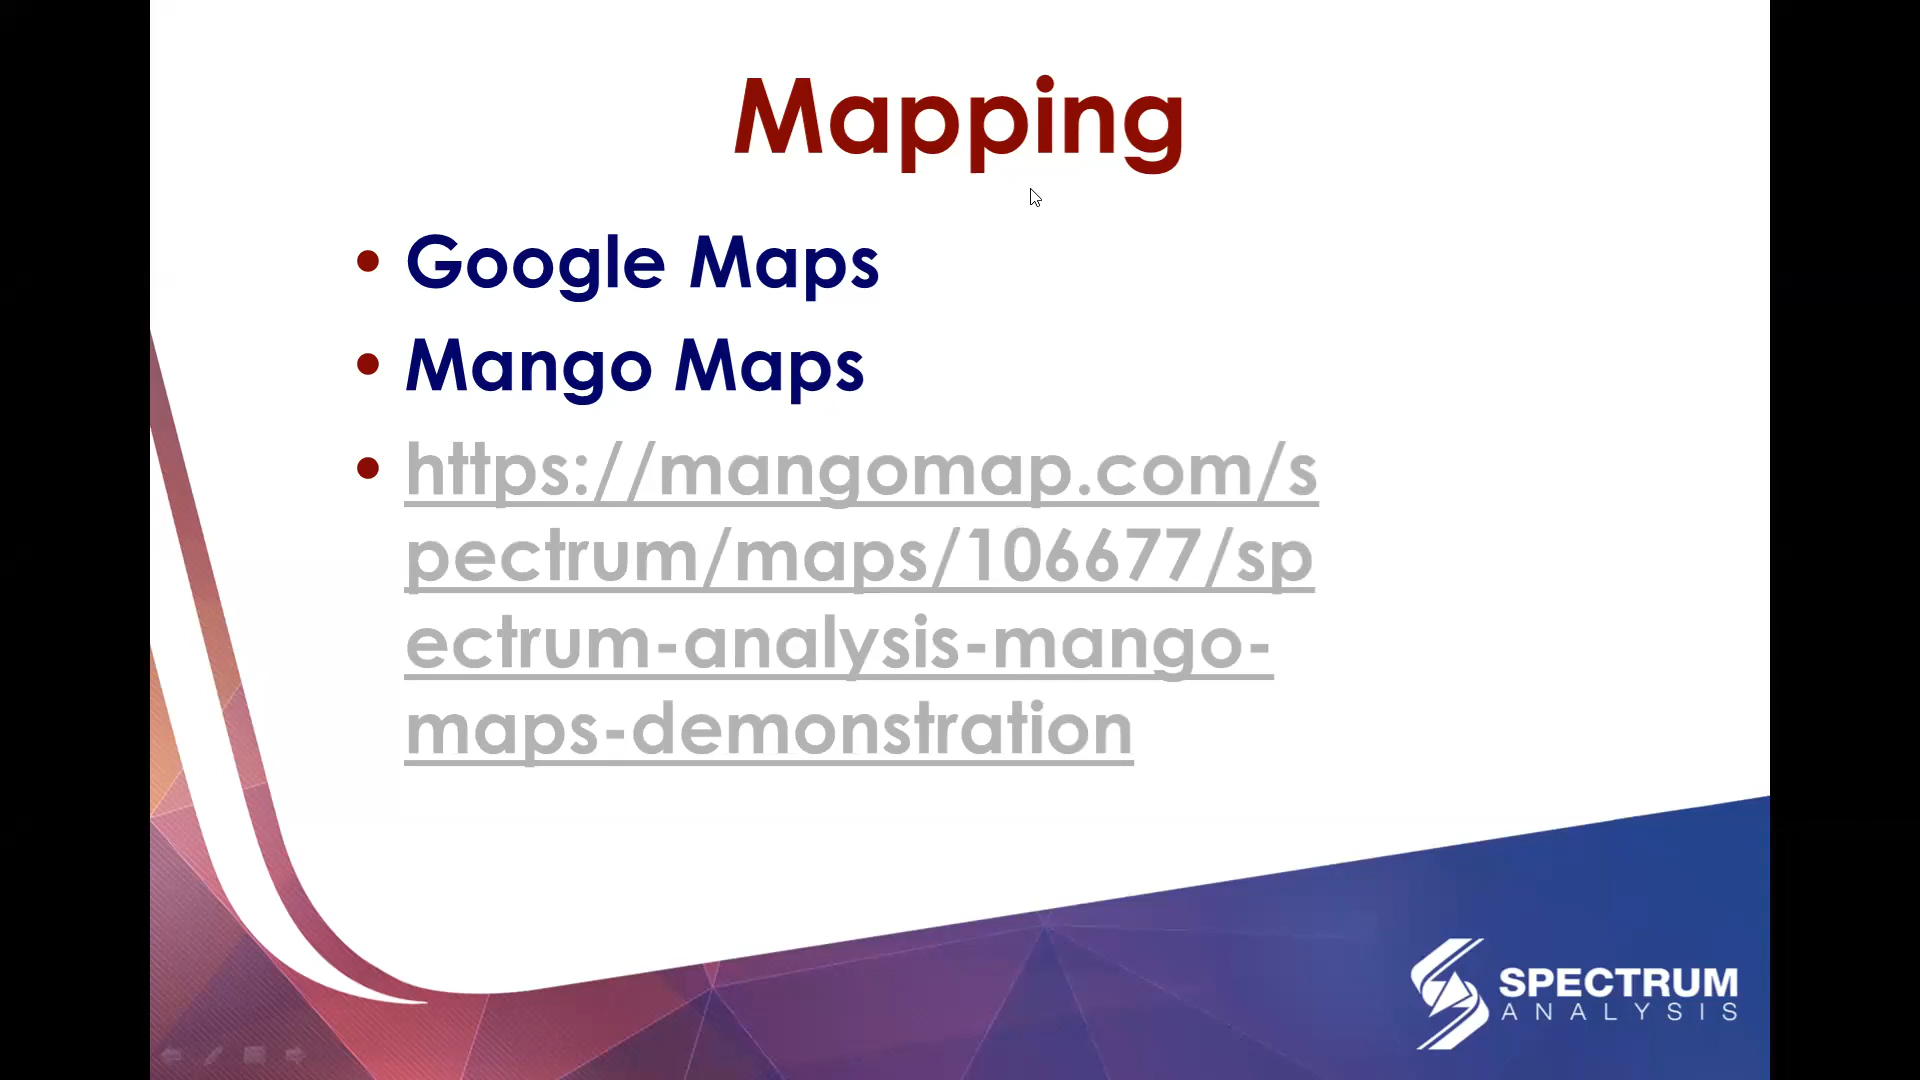 Mapping
• Google Maps
• Mango Maps
• https://mangomap.com/s
pectrum/maps/106677/sp
ectrum-analysis-mango-
maps-demonstration
SPECTRUM
ANALYSIS